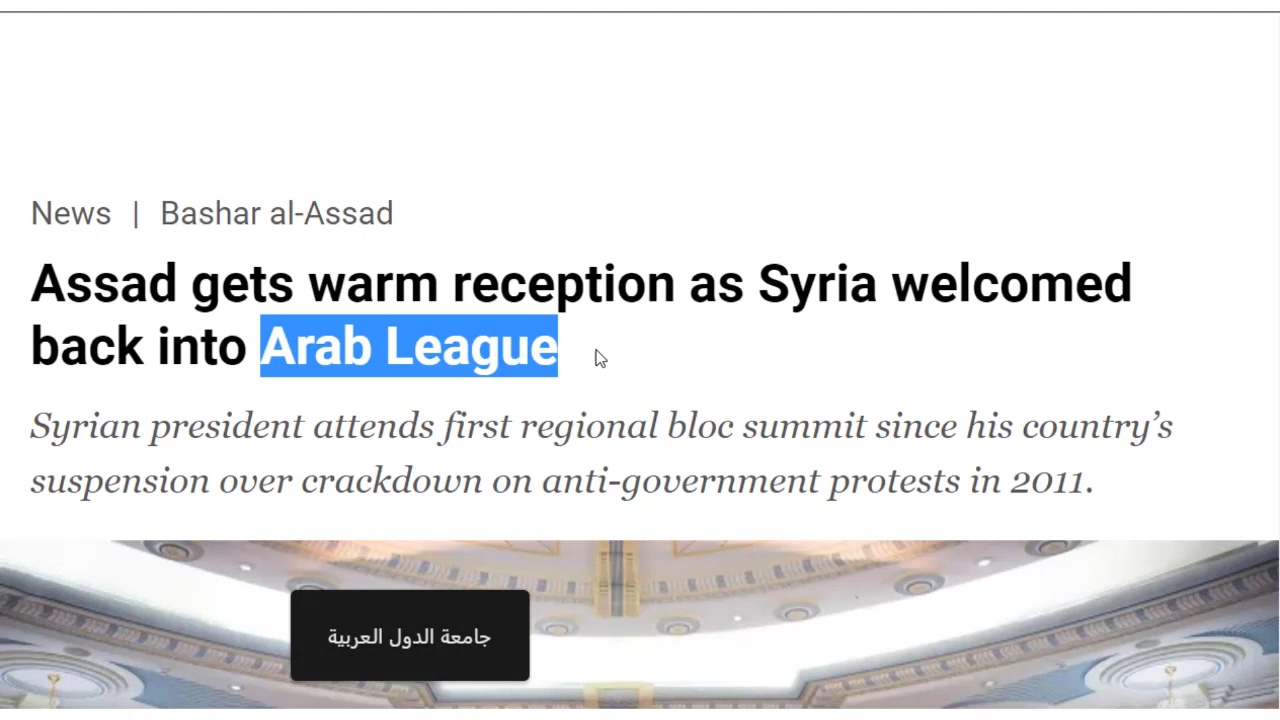 News | Bashar al-Assad
Assad gets warm reception as Syria welcomed
back into Arab League
Syrian president attends first regional bloc summit since his country’s
suspension over crackdown on anti-government protests in 2011.
جامعة الدول العربية